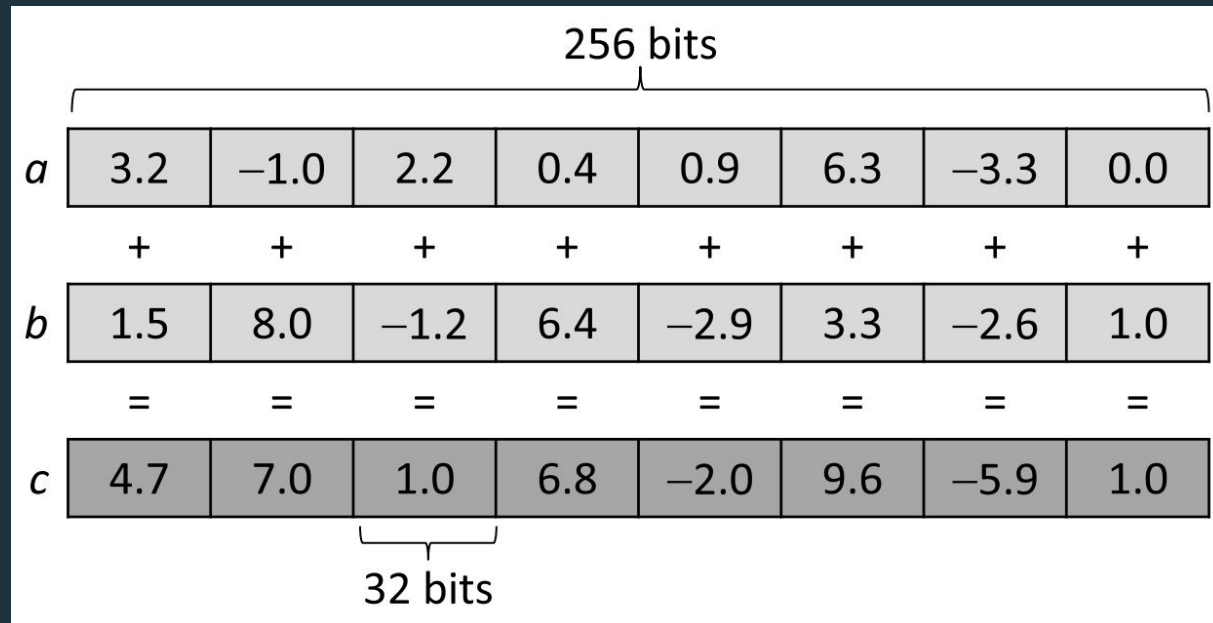 256 bits
a 3.2 −1.0 2.2 0.4 0.9 6.3 −3.3 0.0
+ + + + + + + +
b 1.5 8.0 −1.2 6.4 −2.9 3.3 −2.6 1.0
= = = = = = = =
c 4.7 7.0 1.0 6.8 −2.0 9.6 −5.9 1.0
32 bits